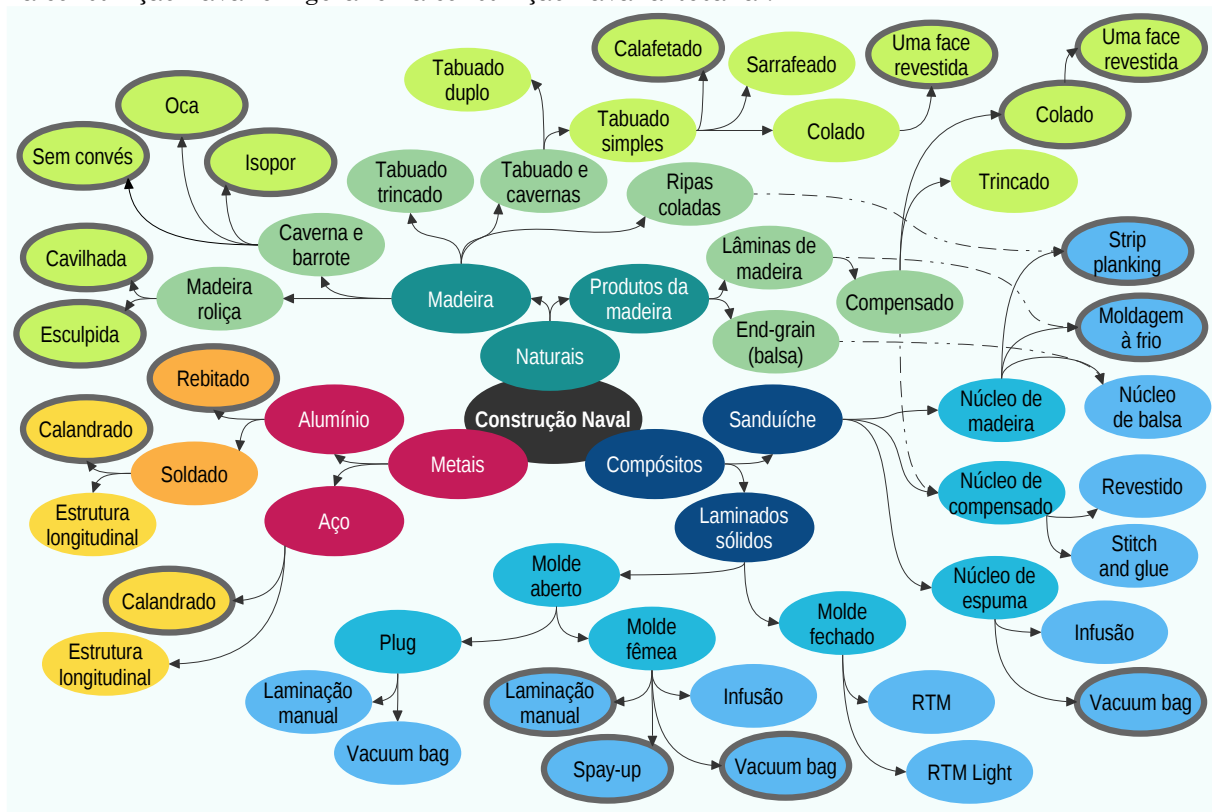 Uma face
revestida
Uma face
revestida
Calafetado
Tabuado
duplo
Sarrafeado
Oca
Tabuado
simples
Colado
Colado
Sem convés
Isopor
Tabuado
trincado
Tabuado e
cavernas
Ripas
coladas
Trincado
Caverna e
barrote
Lâminas de
madeira
Strip
planking
Cavilhada
Madeira
roliça
Madeira
Produtos da
madeira
Compensado
Moldagem
à frio
Esculpida
End-grain
(balsa)
Naturais
Rebitado
Núcleo de
madeira
Núcleo
de balsa
Calandrado
Alumínio
Construção Naval
Sanduíche
Soldado
Metais
Compósitos
Núcleo de
compensado
Revestido
Estrutura
longitudinal
Aço
Laminados
sólidos
Stitch
and glue
Molde
aberto
Núcleo de
espuma
Calandrado
Plug
Molde
fêmea
Molde
fechado
Infusão
Estrutura
longitudinal
Laminação
manual
Laminação
manual
Infusão
RTM
Vacuum bag
Vacuum bag
Spay-up
Vacuum bag
RTM Light